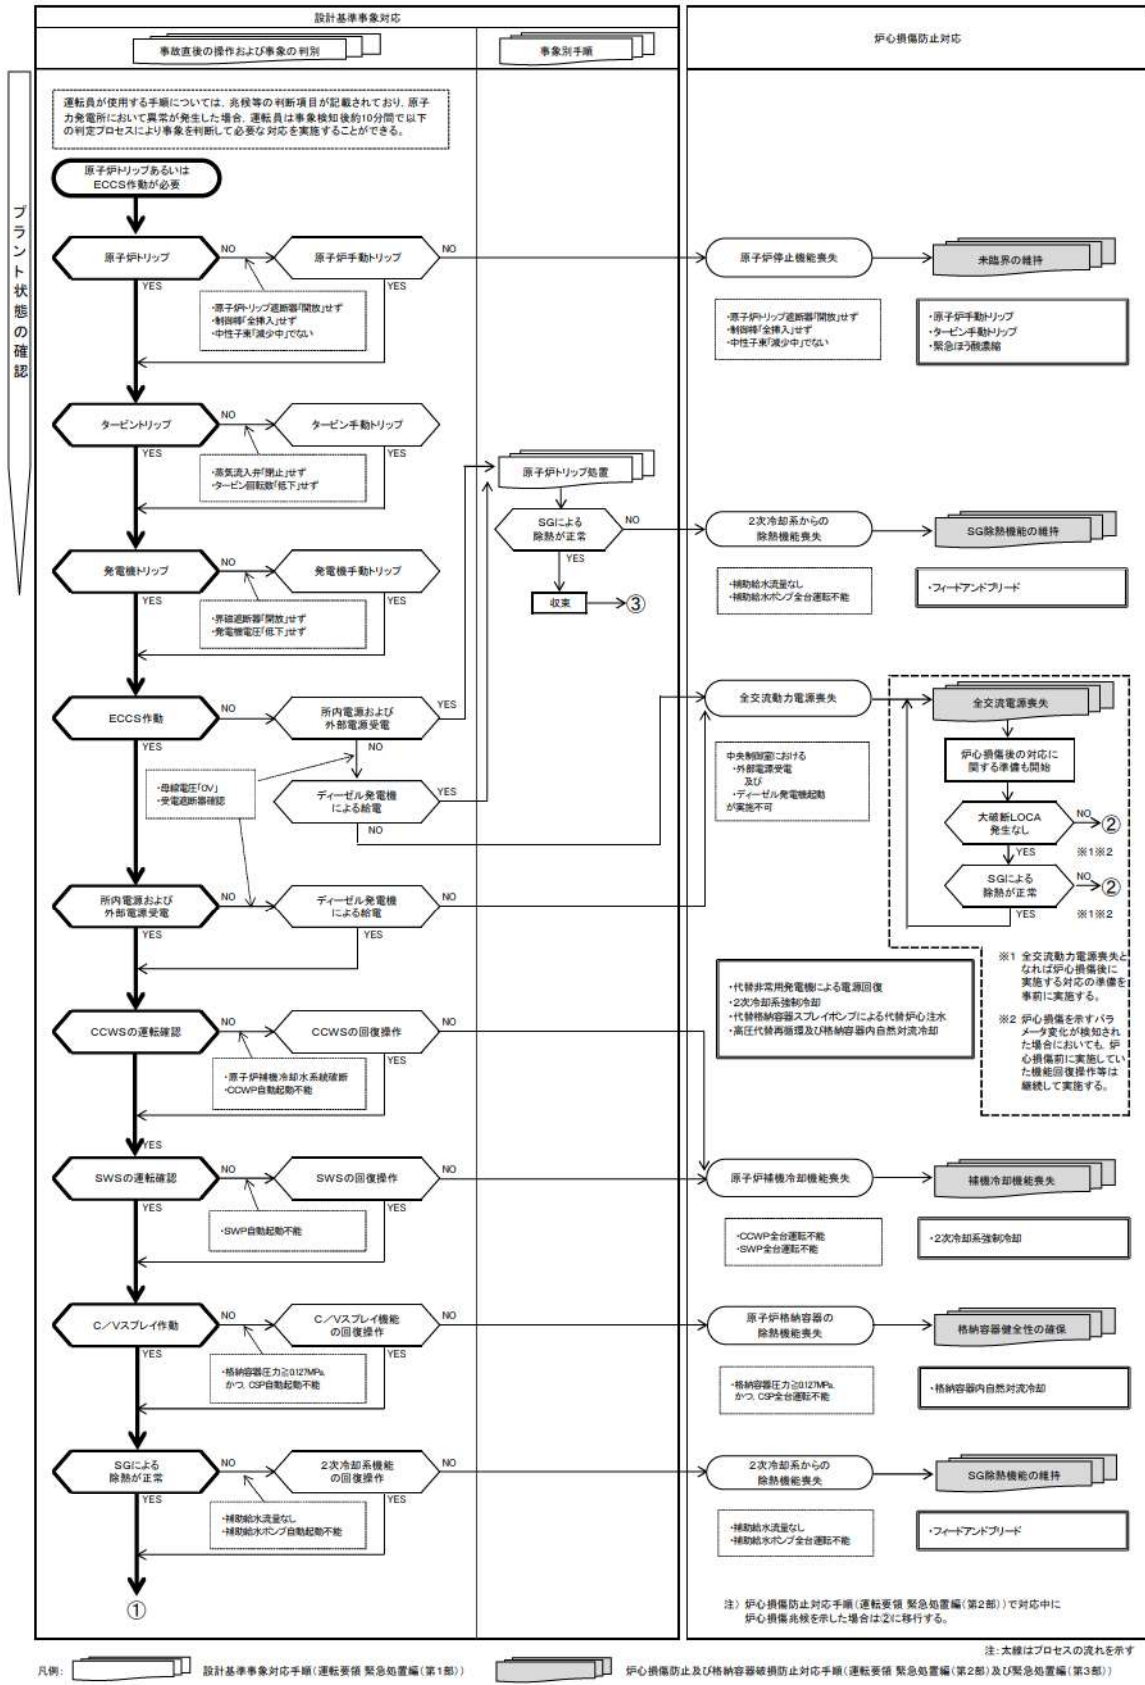 設計基準事象対応
炉心損傷防止対応
事故直後の操作および事象の判別
事象別手順
運転員が使用する手順については、兆候等の判断項目が記載されており、原子
力発電所において異常が発生した場合、運転員は事象検知後約10分間で以下
の判定プロセスにより事象を判断して必要な対応を実施することができる。
プラント状態の確認
原子炉トリップあるいは
ECCS作動が必要
原子炉トリップ
NO
原子炉手動トリップ
NO
原子炉停止機能喪失
未臨界の維持
YES
YES
・原子炉トリップ遮断器「開放」せず
・制御棒「全挿入」せず
・中性子束「減少中」でない
・原子炉トリップ遮断器「開放」せず
・制御棒「全挿入」せず
・中性子束「減少中」でない
・原子炉手動トリップ
・タービン手動トリップ
・緊急ほう酸濃縮
タービントリップ
NO
タービン手動トリップ
YES
YES
・蒸気流入弁「閉止」せず
・タービン回転数「低下」せず
原子炉トリップ処置
SGによる
除熱が正常
NO
2次冷却系からの
除熱機能喪失
SG除熱機能の維持
YES
収束
③
・補助給水流量なし
・補助給水ポンプ全台運転不能
・フィードアンドブリード
発電機トリップ
NO
発電機手動トリップ
YES
YES
・界磁遮断器「開放」せず
・発電機電圧「低下」せず
ECCS作動
NO
所内電源および
外部電源受電
YES
全交流動力電源喪失
全交流電源喪失
YES
NO
・母線電圧「0V」
・受電遮断器確認
ディーゼル発電機
による給電
YES
NO
中央制御室における
・外部電源受電
及び
・ディーゼル発電機起動
が実施不可
炉心損傷後の対応に
関する準備も開始
大破断LOCA
発生なし
NO
②
YES
※1※2
SGによる
除熱が正常
NO
②
YES
※1※2
所内電源および
外部電源受電
NO
ディーゼル発電機
による給電
NO
YES
YES
※1 全交流動力電源喪失と
なれば炉心損傷後に
実施する対応の準備を
事前に実施する。
※2 炉心損傷を示すパラ
メータ変化が検知され
た場合においても、炉
心損傷前に実施してい
た機能回復操作等は
継続して実施する。
・代替非常用発電機による電源回復
・2次冷却系強制冷却
・代替格納容器スプレイポンプによる代替炉心注水
・高圧代替再循環及び格納容器内自然対流冷却
CCWSの運転確認
NO
CCWSの回復操作
NO
YES
・原子炉補機冷却水系統破断
・CCWP自動起動不能
YES
SWSの運転確認
NO
SWSの回復操作
NO
原子炉補機冷却機能喪失
補機冷却機能喪失
YES
YES
・SWP自動起動不能
・CCWP全台運転不能
・SWP全台運転不能
・2次冷却系強制冷却
C/Vスプレイ作動
NO
C/Vスプレイ機能
の回復操作
NO
原子炉格納容器の
除熱機能喪失
格納容器健全性の確保
YES
YES
・格納容器圧力≧0.127MPa、
かつ、CSP自動起動不能
・格納容器圧力≧0.127MPa、
かつ、CSP全台運転不能
・格納容器内自然対流冷却
SGによる
除熱が正常
NO
2次冷却系機能
の回復操作
NO
2次冷却系からの
除熱機能喪失
SG除熱機能の維持
YES
YES
・補助給水流量なし
・補助給水ポンプ自動起動不能
・補助給水流量なし
・補助給水ポンプ全台運転不能
・フィードアンドブリード
①
注) 炉心損傷防止対応手順(運転要領 緊急処置編(第2部))で対応中に
炉心損傷兆候を示した場合は②に移行する。
注:太線はプロセスの流れを示す
凡例:
設計基準事象対応手順(運転要領 緊急処置編(第1部))
炉心損傷防止及び格納容器破損防止対応手順(運転要領 緊急処置編(第2部)及び緊急処置編(第3部))